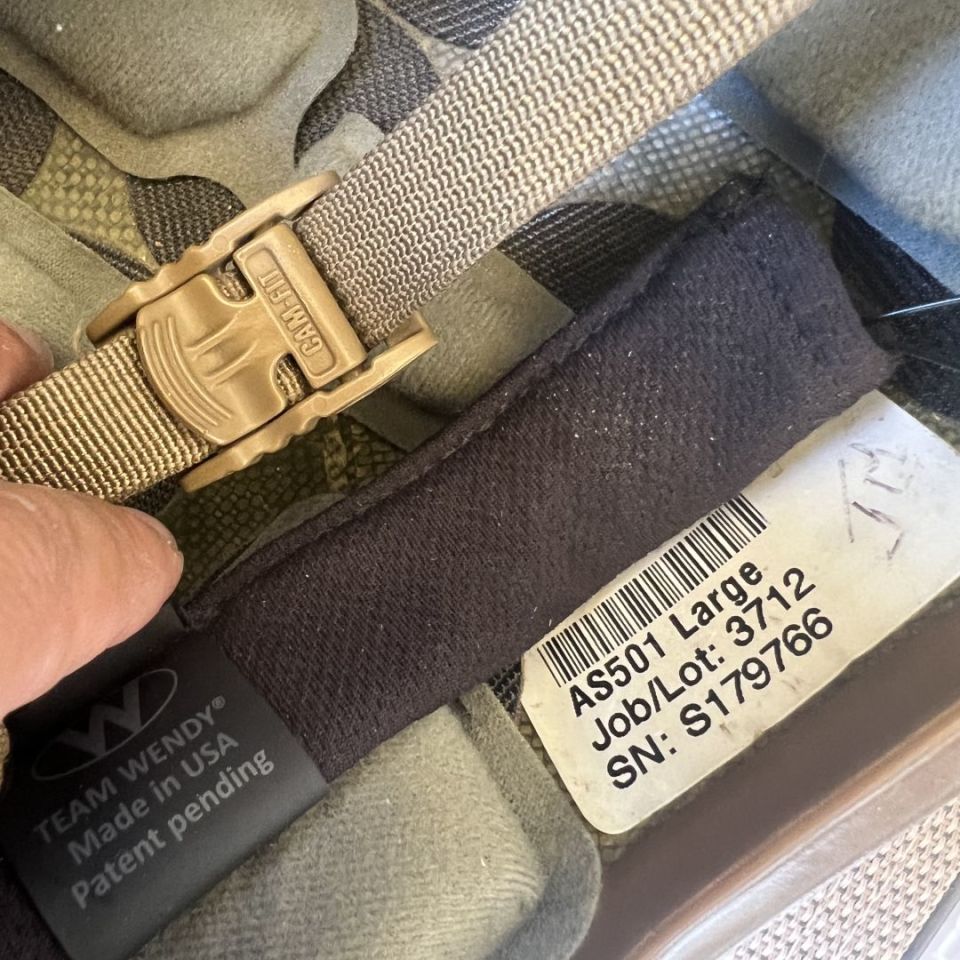 CAM-FIT
AS501 Large
Job/Lot: 3712
SN: S179766
W
TEAM WENDY®
Made in USA
Patent pending